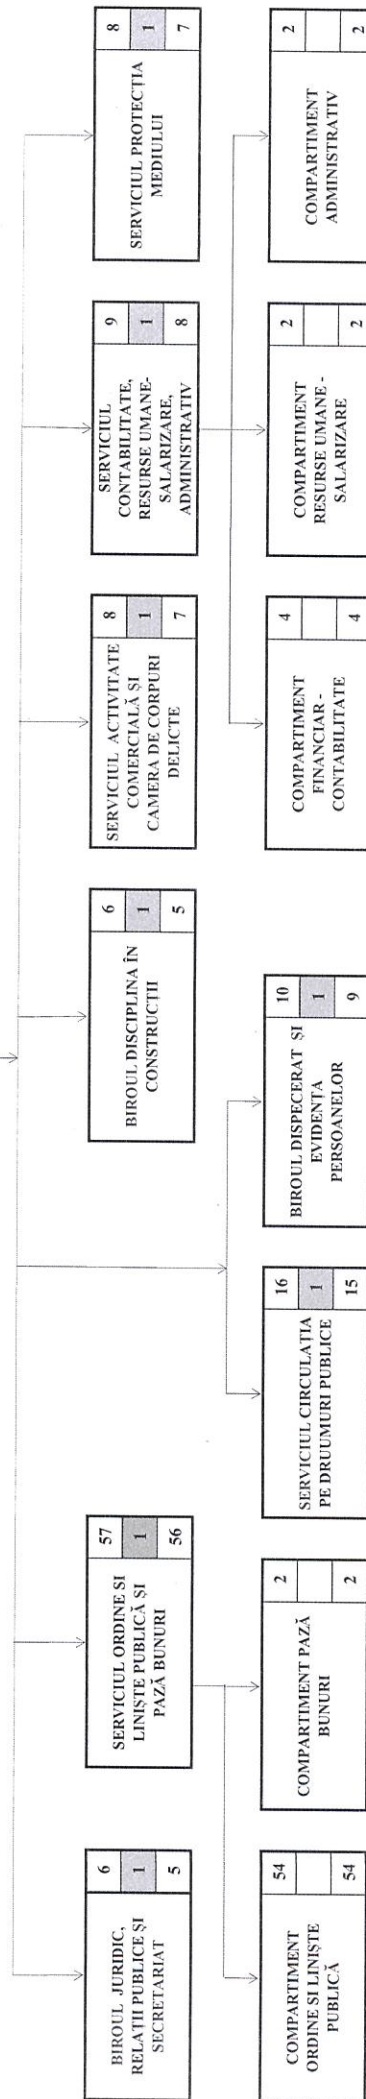 BIROUL JURIDIC,
RELAȚII PUBLICE ȘI
SECRETARIAT
6
1
5
SERVICIUL ORDINE SI
LINIȘTE PUBLICĂ ȘI
PAZĂ BUNURI
57
1
56
BIROUL DISCIPLINA ÎN
CONSTRUCTII
6
1
5
SERVICIUL ACTIVITATE
COMERCIALĂ ȘI
CAMERA DE CORPURI
DELICTE
8
1
7
SERVICIUL
CONTABILITATE,
RESURSE UMANE-
SALARIZARE,
ADMINISTRATIV
9
1
8
SERVICIUL PROTECȚIA
MEDIULUI
8
1
7
COMPARTIMENT
ORDINE SI LINIȘTE
PUBLICĂ
54
54
COMPARTIMENT PAZĂ
BUNURI
2
2
SERVICIUL CIRCULAȚIA
PE DRUUMURI PUBLICE
16
1
15
BIROUL DISPECERAT ȘI
EVIDENȚA
PERSOANELOR
10
1
9
COMPARTIMENT
FINANCIAR -
CONTABILITATE
4
4
COMPARTIMENT
RESURSE UMANE -
SALARIZARE
2
2
COMPARTIMENT
ADMINISTRATIV
2
2